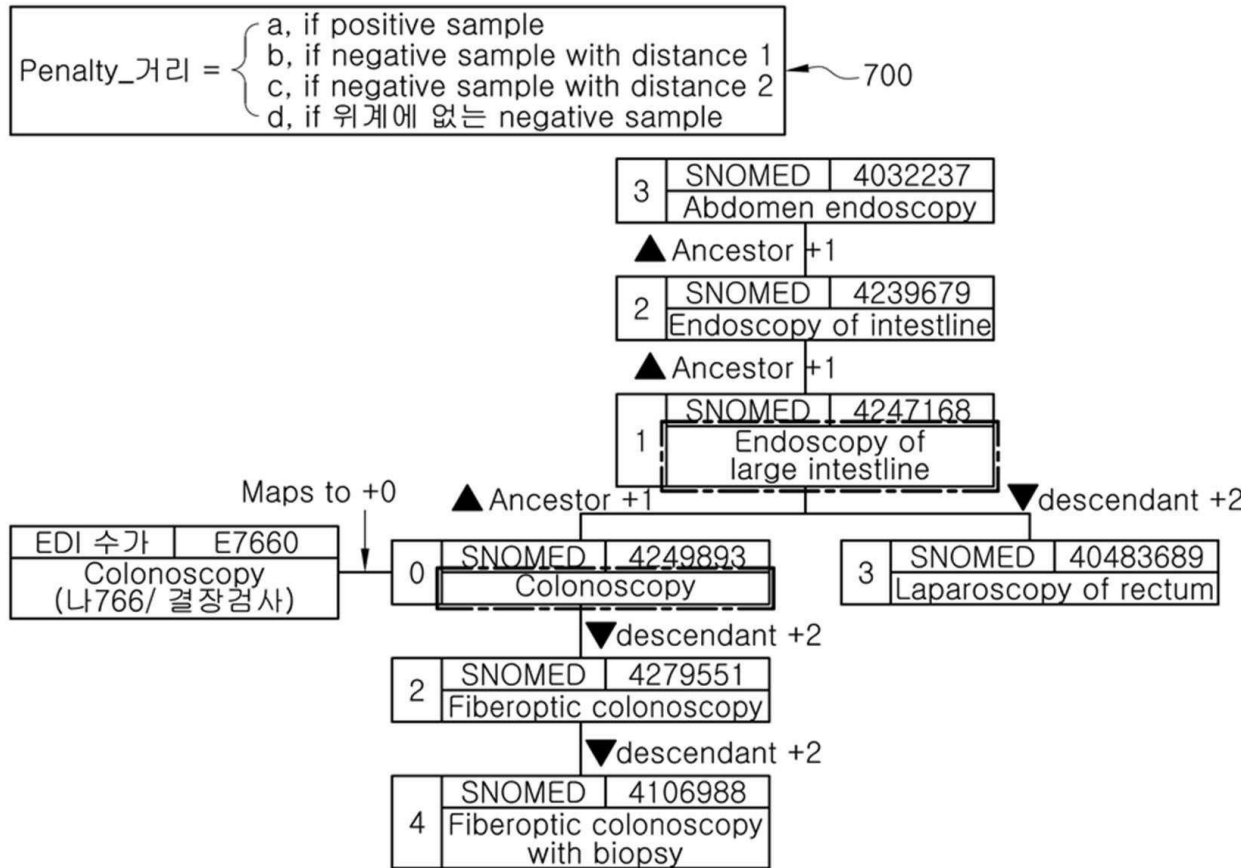 Penalty_거리 =
a, if positive sample
b, if negative sample with distance 1
c, if negative sample with distance 2
d, if 위계에 없는 negative sample
700
3 SNOMED 4032237
Abdomen endoscopy
▲ Ancestor +1
2 SNOMED 4239679
Endoscopy of intestline
▲ Ancestor +1
1 SNOMED 4247168
Endoscopy of
large intestline
Maps to +0
▲ Ancestor +1
▼descendant +2
EDI 수가 E7660
Colonoscopy
(나766/ 결장검사)
0 SNOMED 4249893
Colonoscopy
3 SNOMED 40483689
Laparoscopy of rectum
▼descendant +2
2 SNOMED 4279551
Fiberoptic colonoscopy
▼descendant +2
4 SNOMED 4106988
Fiberoptic colonoscopy
with biopsy